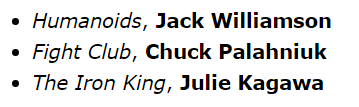 • Humanoids, Jack Williamson
• Fight Club, Chuck Palahniuk
• The Iron King, Julie Kagawa